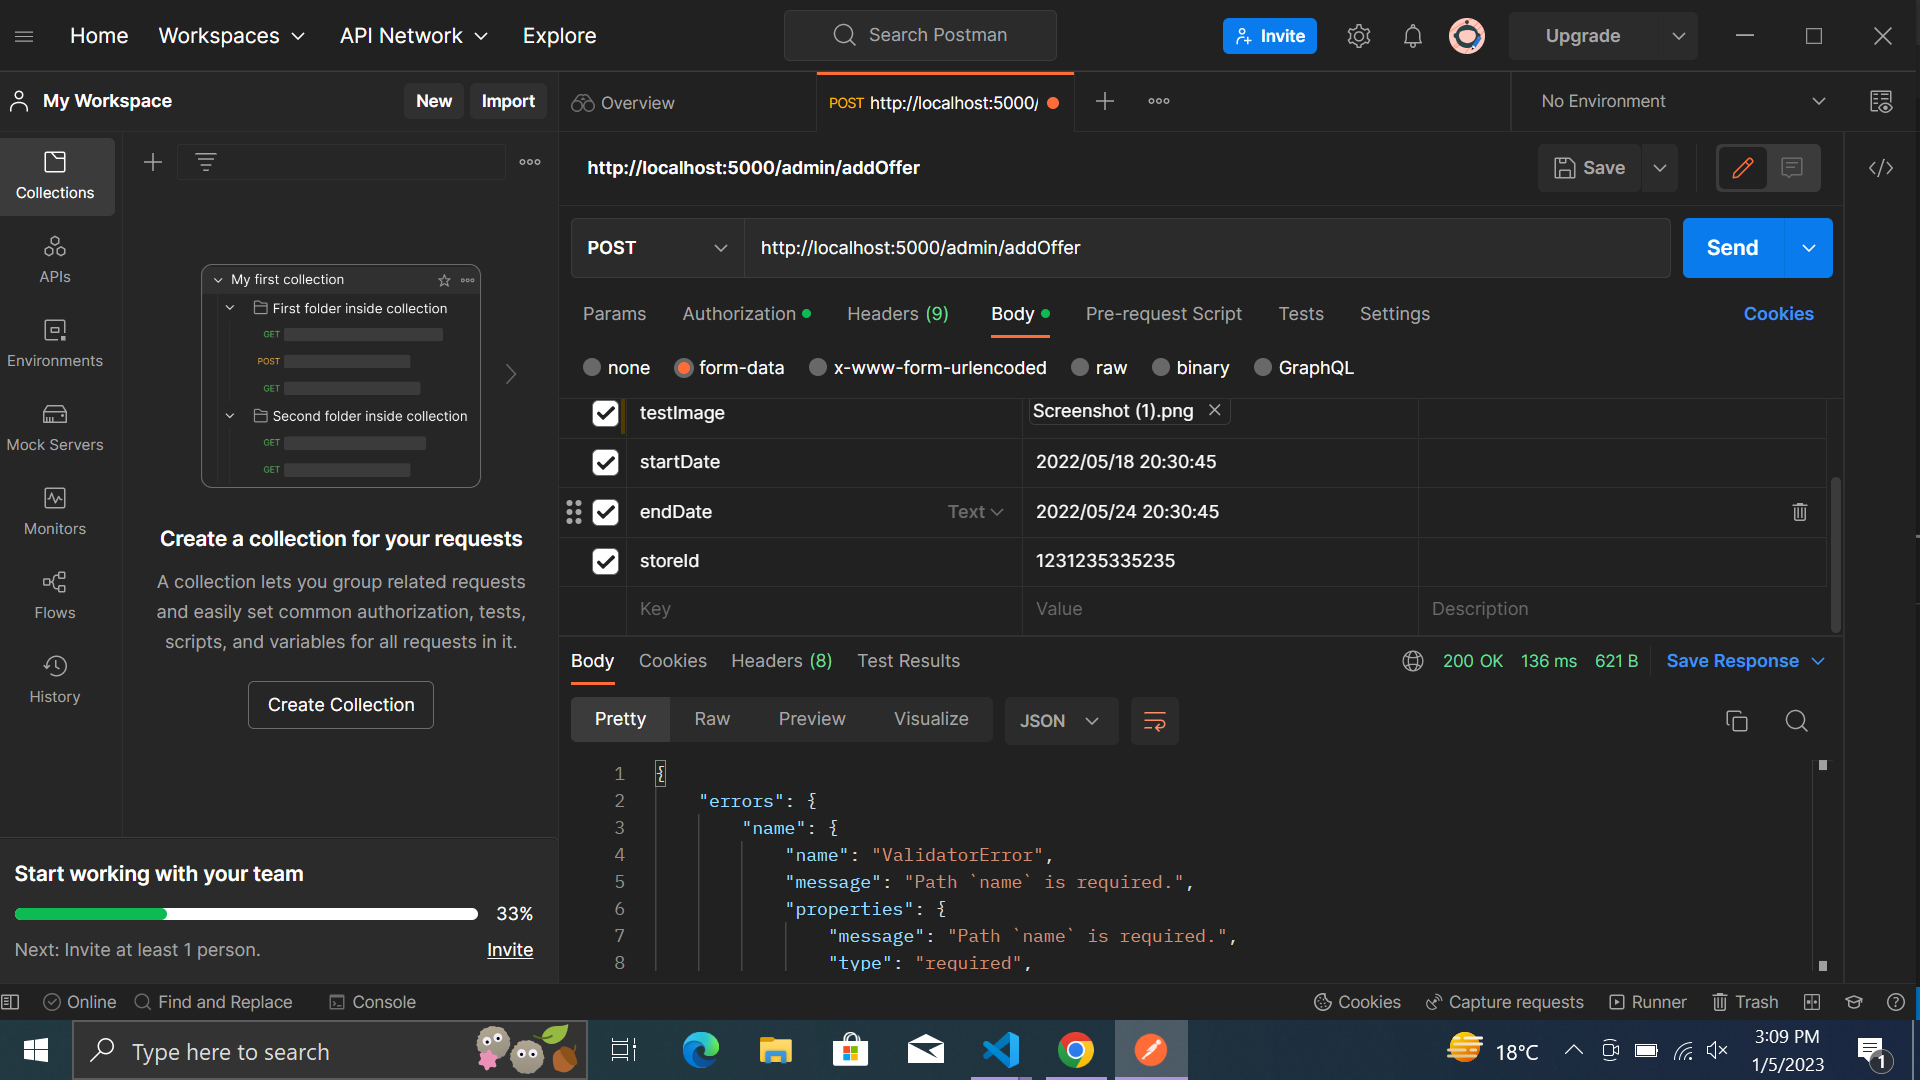 Home Workspaces API Network Explore Search Postman Invite Upgrade
My Workspace New Import Overview POST http://localhost:5000/ No Environment
http://localhost:5000/admin/addOffer Save
Collections
APIs
Environments
Mock Servers
Monitors
Flows
History
My first collection
First folder inside collection
GET
POST
GET
Second folder inside collection
GET
GET
Create a collection for your requests
A collection lets you group related requests
and easily set common authorization, tests,
scripts, and variables for all requests in it.
Create Collection
Start working with your team
33%
Next: Invite at least 1 person. Invite
POST http://localhost:5000/admin/addOffer Send
Params Authorization Headers (9) Body Pre-request Script Tests Settings Cookies
none form-data x-www-form-urlencoded raw binary GraphQL
testImage Screenshot (1).png
startDate 2022/05/18 20:30:45
endDate Text 2022/05/24 20:30:45
storeId 1231235335235
Key Value Description
Body Cookies Headers (8) Test Results 200 OK 136 ms 621 B Save Response
Pretty Raw Preview Visualize JSON
1 {
2 "errors": {
3 "name": {
4 "name": "ValidatorError",
5 "message": "Path `name` is required.",
6 "properties": {
7 "message": "Path `name` is required.",
8 "type": "required",
Online Find and Replace Console Cookies Capture requests Runner Trash
Type here to search 18°C 3:09 PM
1/5/2023 1